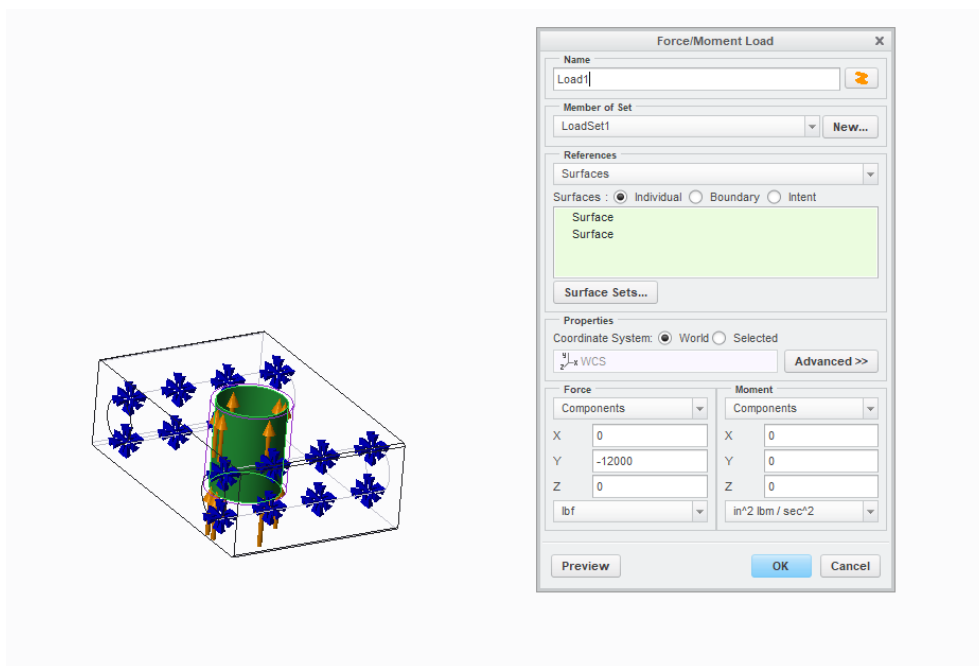 Force/Moment Load X
Name
Load1
Member of Set
LoadSet1 New...
References
Surfaces
Surfaces : Individual Boundary Intent
Surface
Surface
Surface Sets...
Properties
Coordinate System: World Selected
y z x WCS Advanced >>
Force Moment
Components Components
X 0 X 0
Y -12000 Y 0
Z 0 Z 0
lbf in^2 lbm / sec^2
Preview OK Cancel